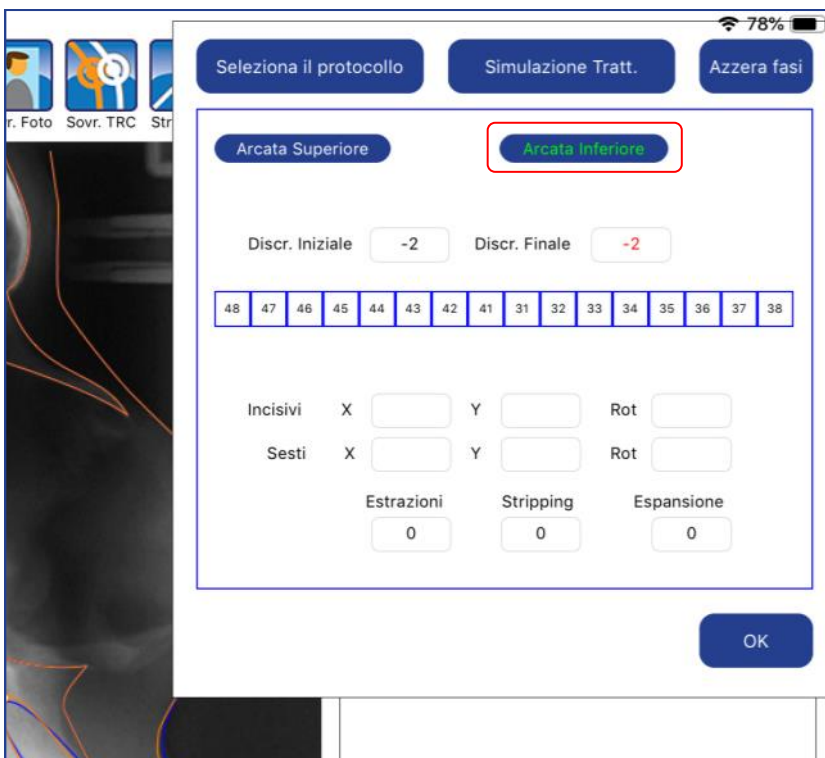 78%
Seleziona il protocollo Simulazione Tratt. Azzera fasi
r. Foto Sovr. TRC Str
Arcata Superiore Arcata Inferiore
Discr. Iniziale -2 Discr. Finale -2
48 47 46 45 44 43 42 41 31 32 33 34 35 36 37 38
Incisivi X Y Rot
Sesti X Y Rot
Estrazioni Stripping Espansione
0 0 0
OK